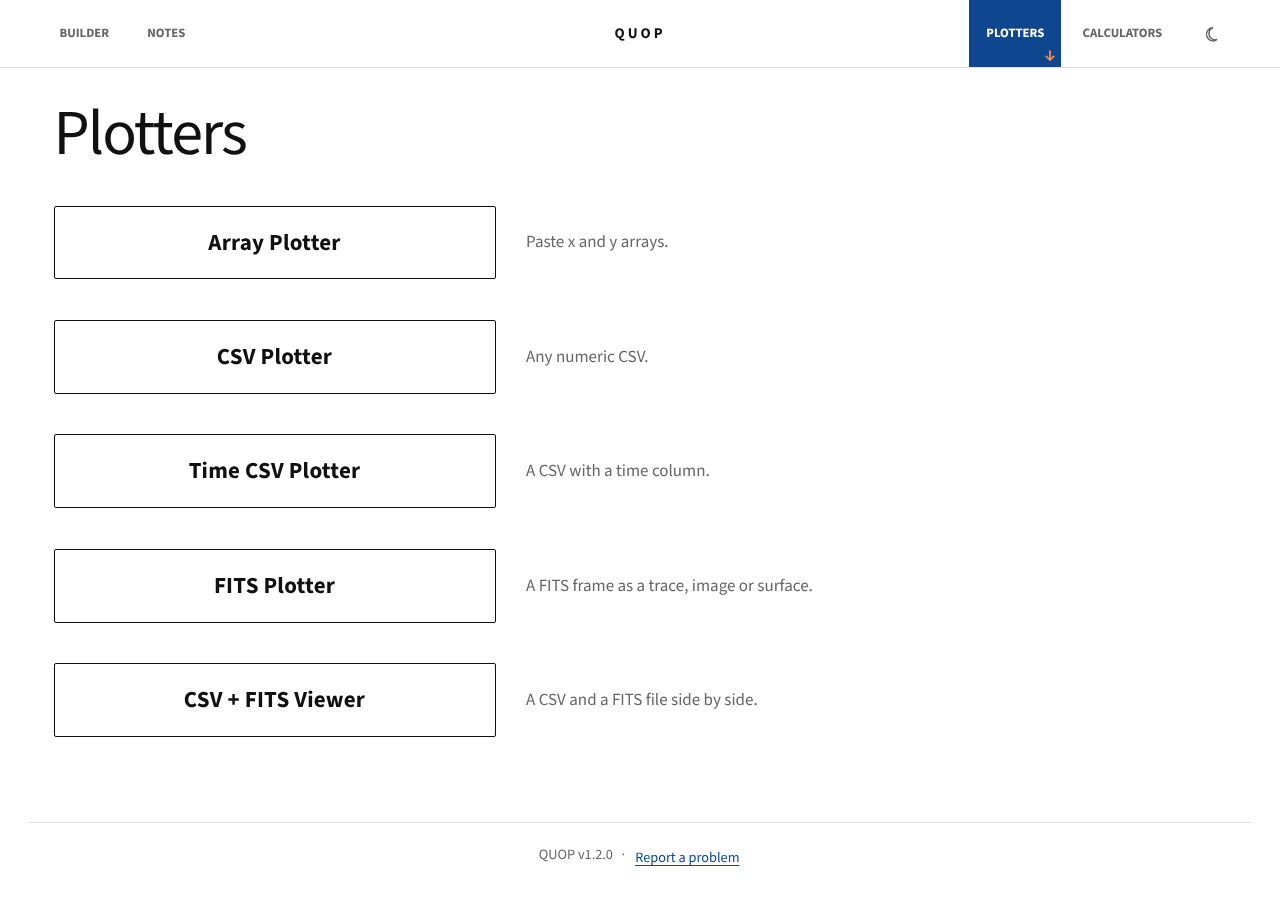 BUILDER NOTES QUOP PLOTTERS CALCULATORS
Plotters
Array Plotter Paste x and y arrays.
CSV Plotter Any numeric CSV.
Time CSV Plotter A CSV with a time column.
FITS Plotter A FITS frame as a trace, image or surface.
CSV + FITS Viewer A CSV and a FITS file side by side.
QUOP v1.2.0 · Report a problem